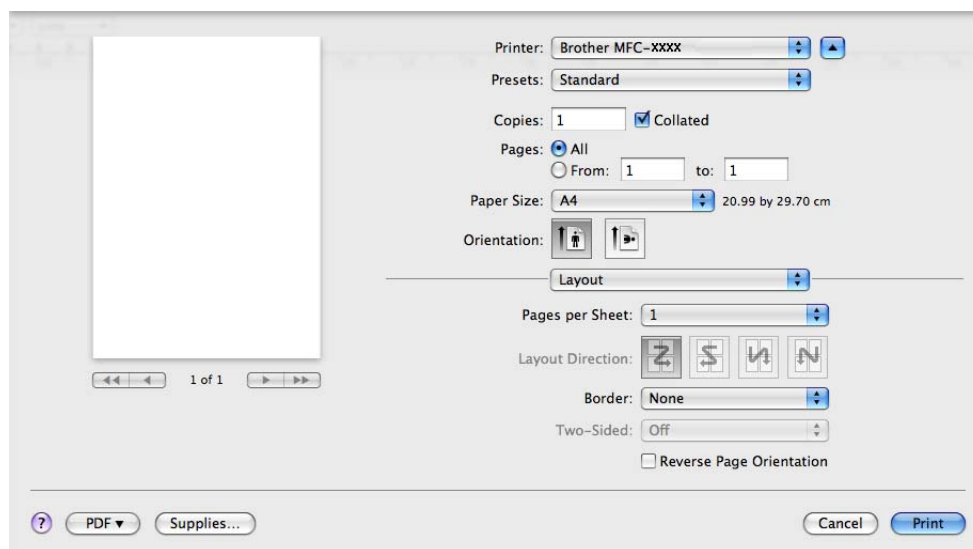 Printer: Brother MFC-XXXX
Presets: Standard
Copies: 1 Collated
Pages: All
From: 1 to: 1
Paper Size: A4 20.99 by 29.70 cm
Orientation:
Layout
Pages per Sheet: 1
Layout Direction:
1 of 1
Border: None
Two-Sided: Off
Reverse Page Orientation
? PDF Supplies... Cancel Print